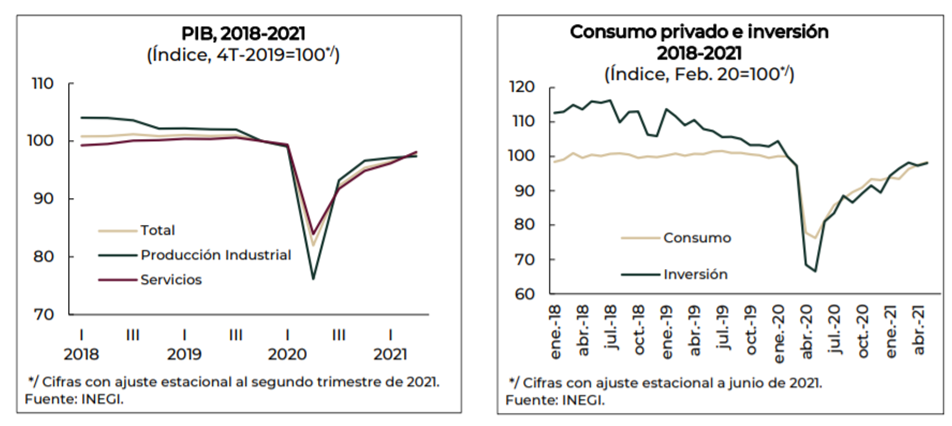 PIB, 2018-2021
(Índice, 4T-2019=100*/)
110
100
90
80
70
Total
Producción Industrial
Servicios
I III I III I III I
2018 2019 2020 2021
*/ Cifras con ajuste estacional al segundo trimestre de 2021.
Fuente: INEGI.
Consumo privado e inversión
2018-2021
(Índice, Feb. 20=100*/)
120
110
100
90
80
70
60
Consumo
Inversión
ene.-18
abr.-18
jul.-18
oct.-18
ene.-19
abr.-19
jul.-19
oct.-19
ene.-20
abr.-20
jul.-20
oct.-20
ene.-21
abr.-21
*/ Cifras con ajuste estacional a junio de 2021.
Fuente: INEGI.